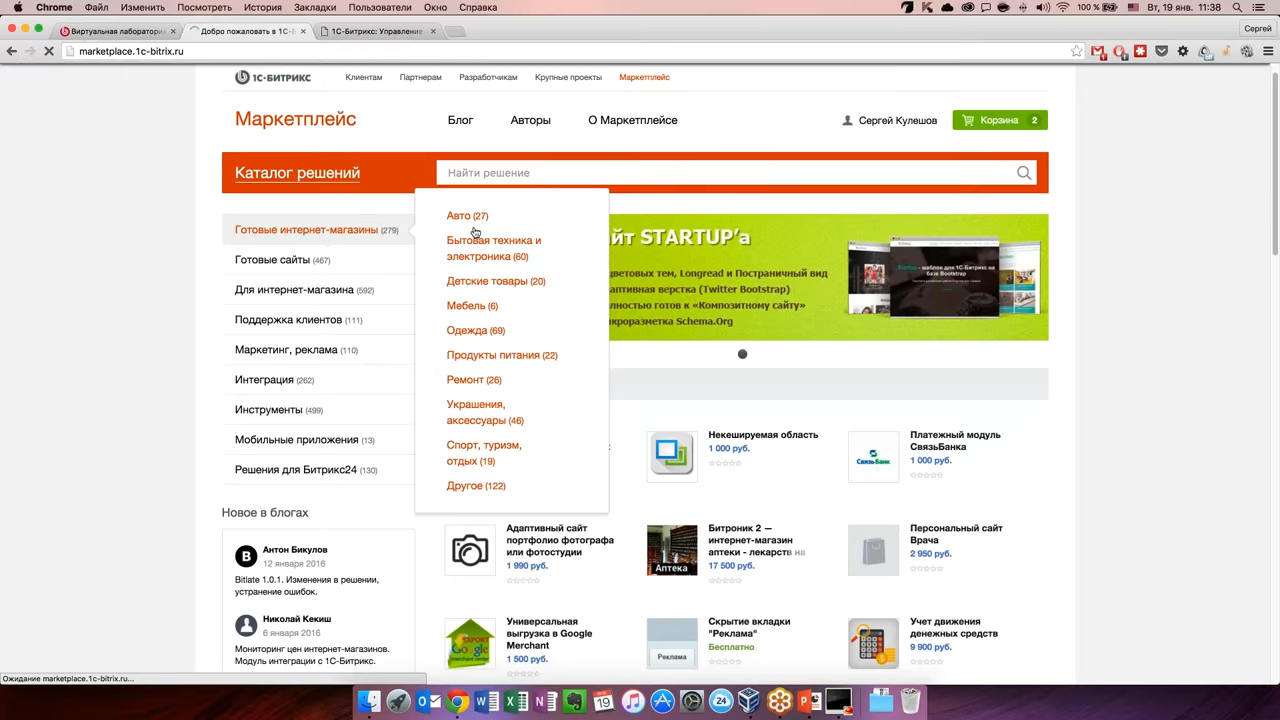 Chrome Файл Изменить Посмотреть История Закладки Пользователи Окно Справка
100 % Вт, 19 янв. 11:38
Виртуальная лаборатори
Добро пожаловать в 1С-Б
1С-Битрикс: Управление
Сергей
marketplace.1c-bitrix.ru
1С·БИТРИКС
Клиентам Партнерам Разработчикам Крупные проекты Маркетплейс
Маркетплейс
Блог Авторы О Маркетплейсе
Сергей Кулешов
Корзина 2
Каталог решений
Найти решение
Готовые интернет-магазины (279)
Готовые сайты (467)
Для интернет-магазина (592)
Поддержка клиентов (111)
Маркетинг, реклама (110)
Интеграция (262)
Инструменты (499)
Мобильные приложения (13)
Решения для Битрикс24 (130)
Авто (27)
Бытовая техника и
электроника (60)
Детские товары (20)
Мебель (6)
Одежда (69)
Продукты питания (22)
Ремонт (26)
Украшения,
аксессуары (46)
Спорт, туризм,
отдых (19)
Другое (122)
айт STARTUP’а
цветовых тем, Longread и Постраничный вид
аптивная верстка (Twitter Bootstrap)
олностью готов к «Композитному сайту»
кроразметка Schema.Org
Некешируемая область
1 000 руб.
Платежный модуль
СвязьБанка
1 000 руб.
СвязьБанк
Адаптивный сайт
портфолио фотографа
или фотостудии
1 990 руб.
Аптека
Битроник 2 —
интернет-магазин
аптеки - лекарств на
17 500 руб.
Персональный сайт
Врача
2 950 руб.
Универсальная
выгрузка в Google
Merchant
1 500 руб.
Реклама
Скрытие вкладки
"Реклама"
Бесплатно
Учет движения
денежных средств
9 900 руб.
Новое в блогах
Антон Бикулов
12 января 2016
Bitlate 1.0.1. Изменения в решении,
устранение ошибок.
Николай Кекиш
6 января 2016
Мониторинг цен интернет-магазинов.
Модуль интеграции с 1С-Битрикс.
Ожидание marketplace.1c-bitrix.ru...